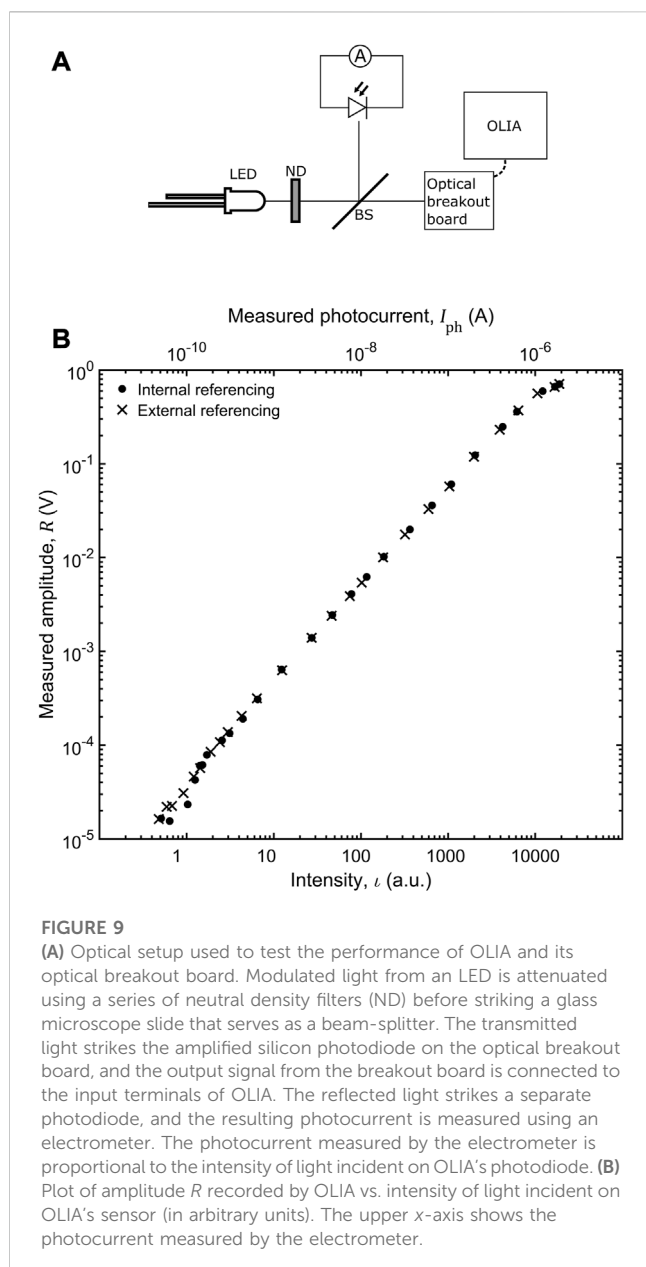 A
A
OLIA
LED
ND
BS
Optical
breakout
board
B
Measured photocurrent, I_ph (A)
10^-10 10^-8 10^-6
Internal referencing
External referencing
Measured amplitude, R (V)
10^0
10^-1
10^-2
10^-3
10^-4
10^-5
1 10 100 1000 10000
Intensity, ι (a.u.)
FIGURE 9
(A) Optical setup used to test the performance of OLIA and its
optical breakout board. Modulated light from an LED is attenuated
using a series of neutral density filters (ND) before striking a glass
microscope slide that serves as a beam-splitter. The transmitted
light strikes the amplified silicon photodiode on the optical breakout
board, and the output signal from the breakout board is connected to
the input terminals of OLIA. The reflected light strikes a separate
photodiode, and the resulting photocurrent is measured using an
electrometer. The photocurrent measured by the electrometer is
proportional to the intensity of light incident on OLIA's photodiode. (B)
Plot of amplitude R recorded by OLIA vs. intensity of light incident on
OLIA's sensor (in arbitrary units). The upper x-axis shows the
photocurrent measured by the electrometer.